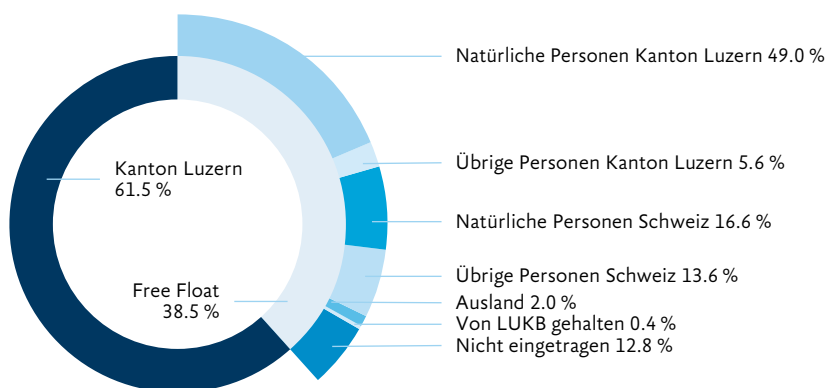 Natürliche Personen Kanton Luzern 49.0 %
Kanton Luzern
61.5 %
Übrige Personen Kanton Luzern 5.6 %
Natürliche Personen Schweiz 16.6 %
Free Float
38.5 %
Übrige Personen Schweiz 13.6 %
Ausland 2.0 %
Von LUKB gehalten 0.4 %
Nicht eingetragen 12.8 %